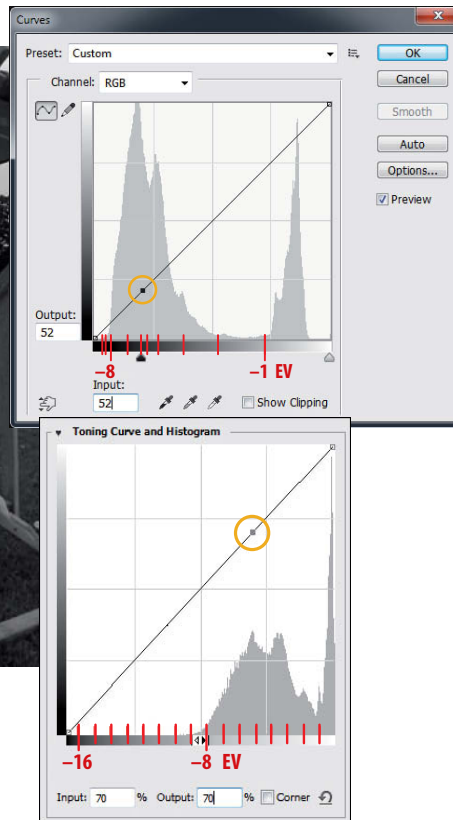 Curves
Preset: Custom
OK
Channel: RGB
Cancel
Smooth
Auto
Options...
Preview
Output:
52
–8
–1 EV
Input:
52
Show Clipping
Toning Curve and Histogram
–16
–8 EV
Input: 70 % Output: 70 % Corner